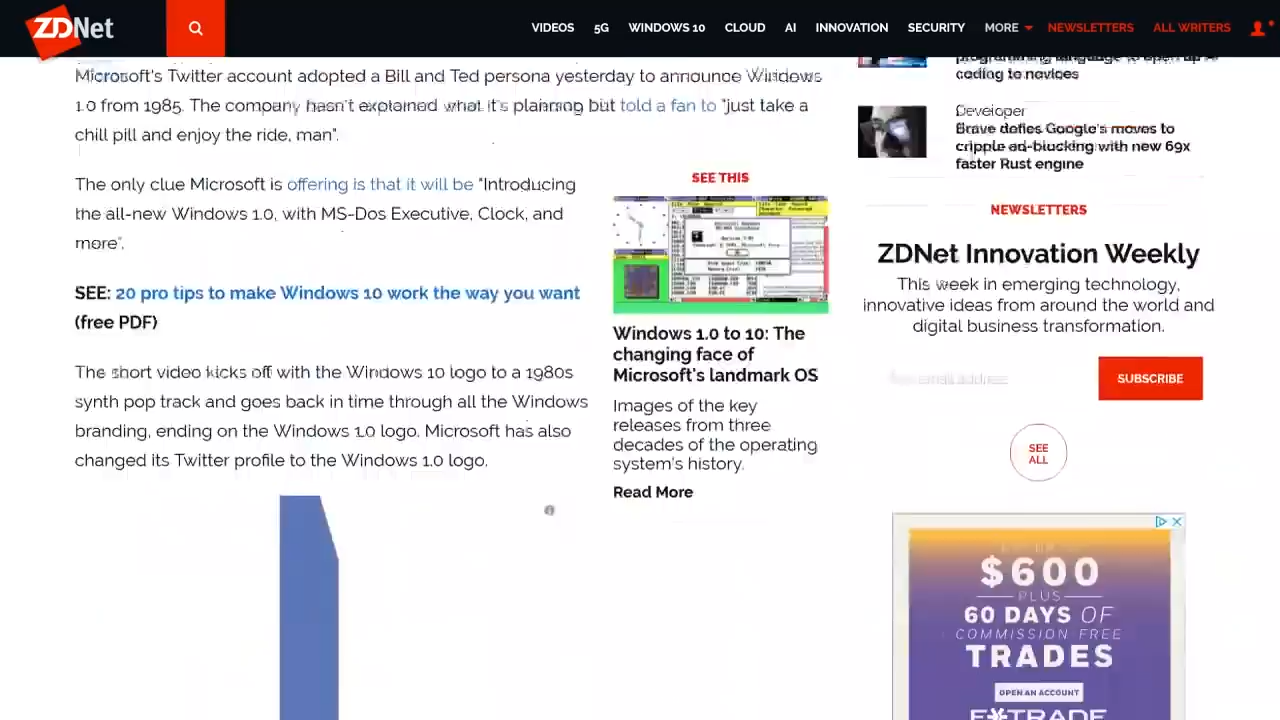 ZDNet
VIDEOS 5G WINDOWS 10 CLOUD AI INNOVATION SECURITY MORE NEWSLETTERS ALL WRITERS
Microsoft's Twitter account adopted a Bill and Ted persona yesterday to announce Windows
1.0 from 1985. The company hasn't explained what it's planning but told a fan to "just take a
chill pill and enjoy the ride, man".
The only clue Microsoft is offering is that it will be "Introducing
the all-new Windows 1.0, with MS-Dos Executive, Clock, and
more".
SEE: 20 pro tips to make Windows 10 work the way you want
(free PDF)
The short video kicks off with the Windows 10 logo to a 1980s
synth pop track and goes back in time through all the Windows
branding, ending on the Windows 1.0 logo. Microsoft has also
changed its Twitter profile to the Windows 1.0 logo.
SEE THIS
Windows 1.0 to 10: The
changing face of
Microsoft's landmark OS
Images of the key
releases from three
decades of the operating
system's history.
Read More
programming language to open up
coding to novices
Developer
Brave defies Google's moves to
cripple ad-blocking with new 69x
faster Rust engine
NEWSLETTERS
ZDNet Innovation Weekly
This week in emerging technology,
innovative ideas from around the world and
digital business transformation.
SUBSCRIBE
SEE
ALL
$600
PLUS
60 DAYS OF
COMMISSION FREE
TRADES
OPEN AN ACCOUNT
E*TRADE